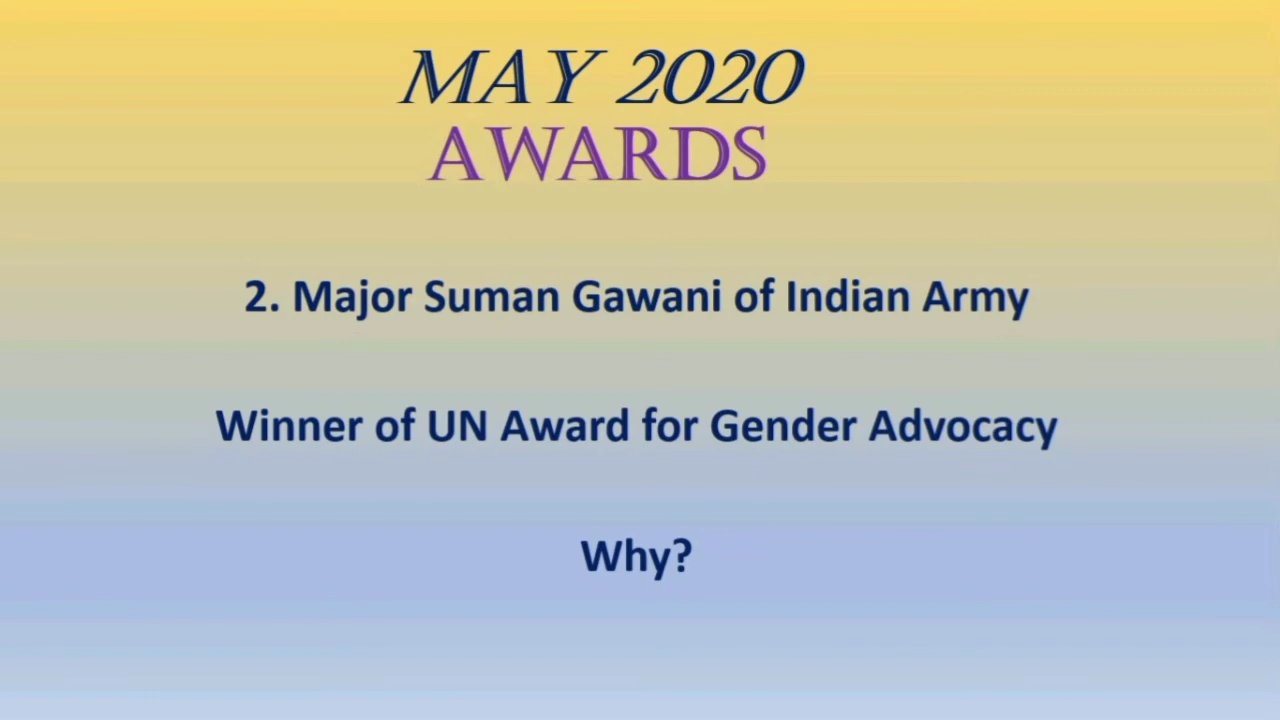 MAY 2020
AWARDS
2. Major Suman Gawani of Indian Army
Winner of UN Award for Gender Advocacy
Why?